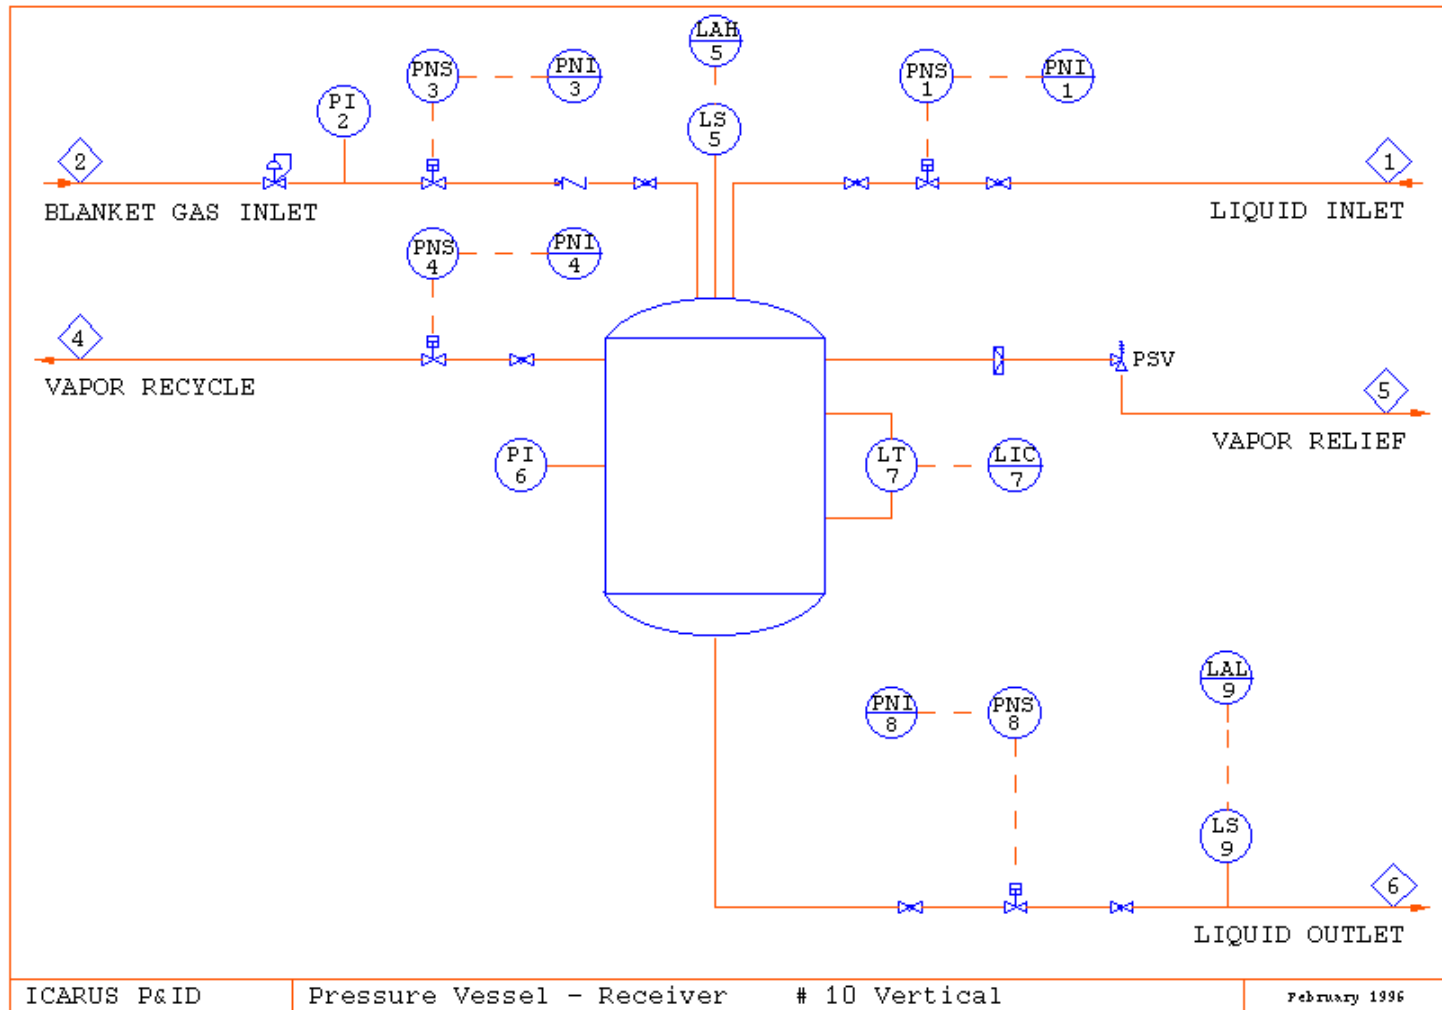 LAH
5
PNS
3
PNI
3
PNS
1
PNI
1
PI
2
LS
5
2
1
BLANKET GAS INLET
LIQUID INLET
PNS
4
PNI
4
4
VAPOR RECYCLE
PSV
5
VAPOR RELIEF
PI
6
LT
7
LIC
7
LAL
9
PNI
8
PNS
8
LS
9
6
LIQUID OUTLET
ICARUS P&ID
Pressure Vessel - Receiver # 10 Vertical
February 1996